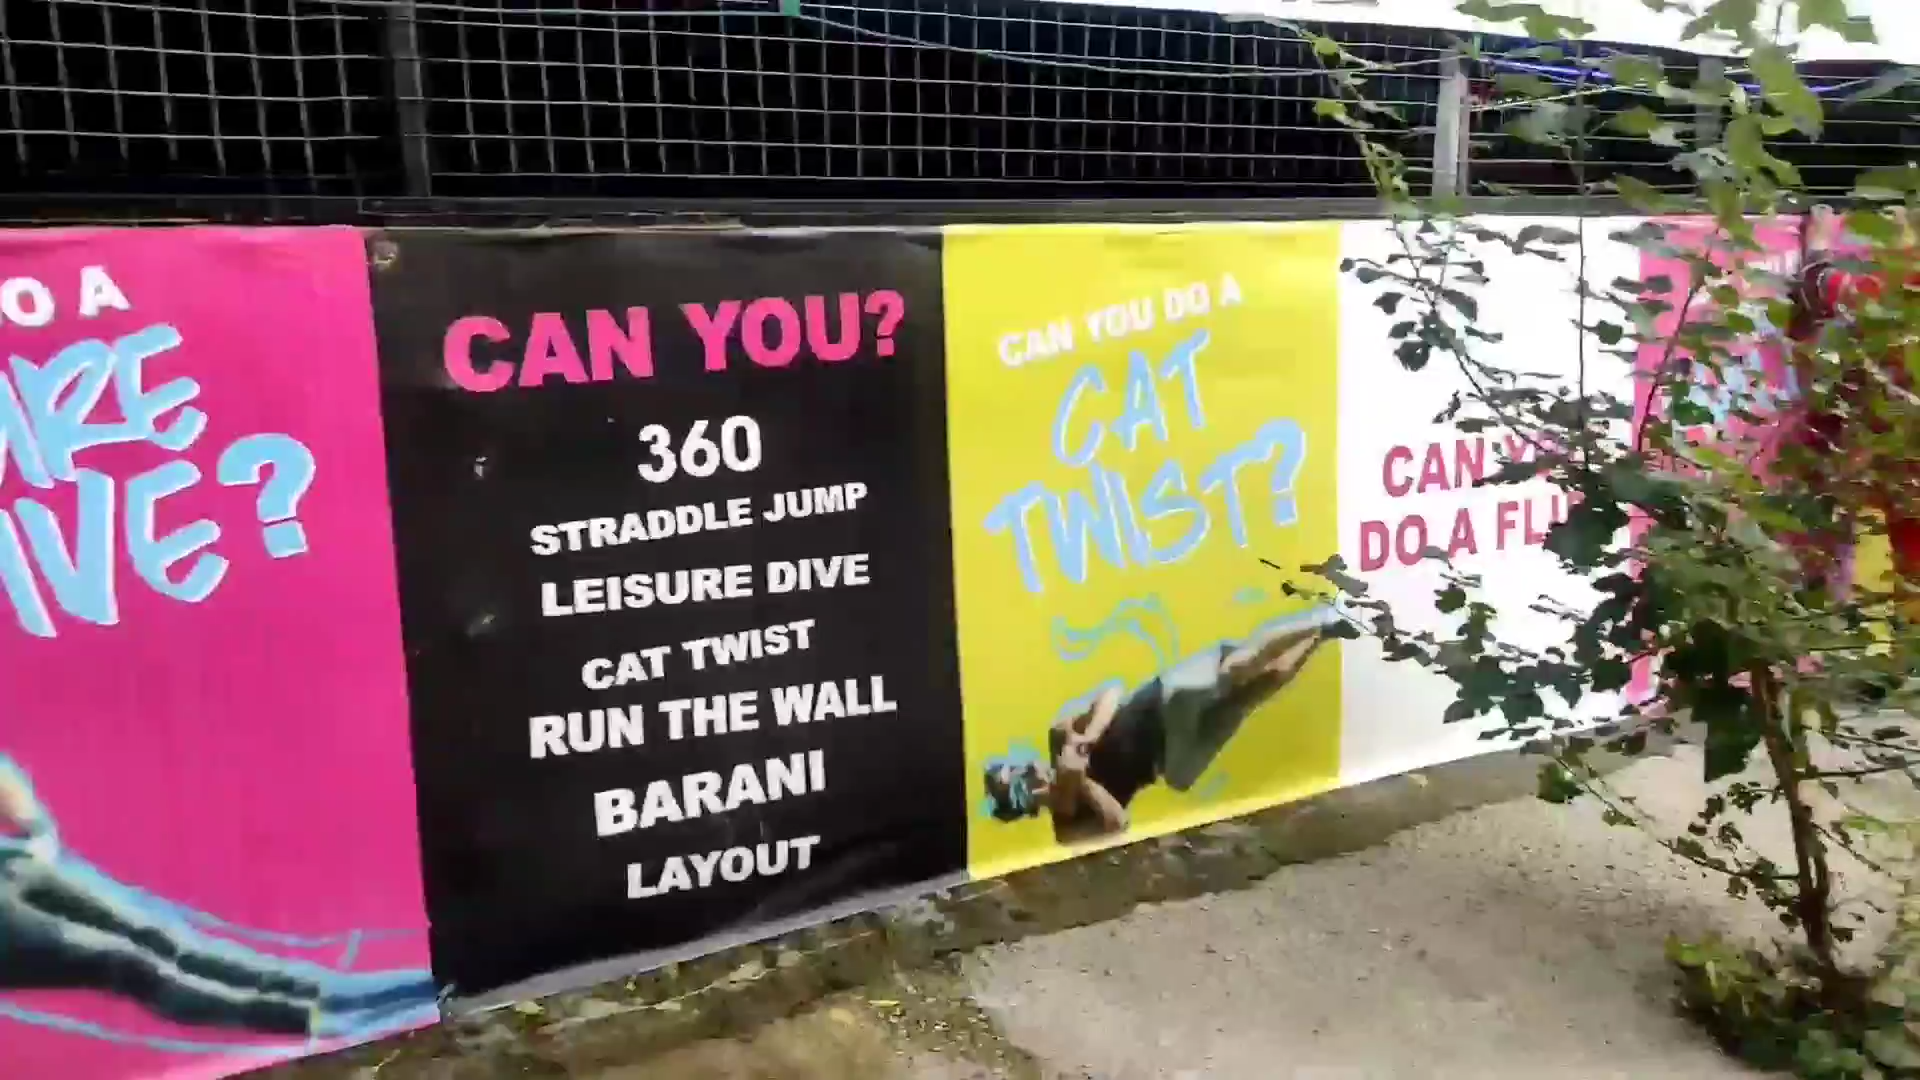 O A
IVE?
CAN YOU?
360
STRADDLE JUMP
LEISURE DIVE
CAT TWIST
RUN THE WALL
BARANI
LAYOUT
CAN YOU DO A
CAT
TWIST?
CAN
DO A